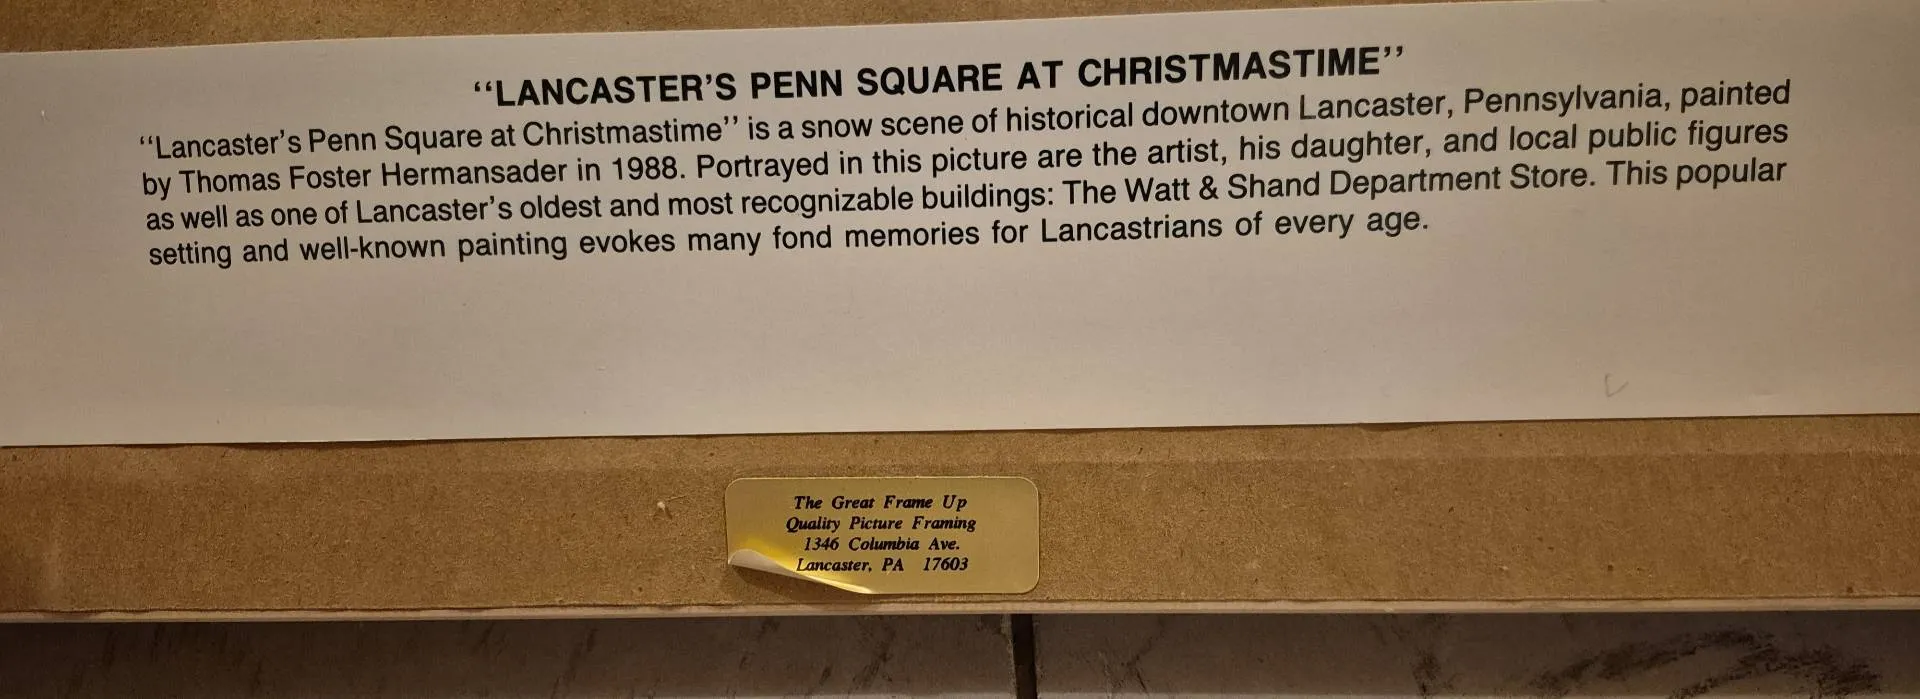 “LANCASTER’S PENN SQUARE AT CHRISTMASTIME”
“Lancaster’s Penn Square at Christmastime” is a snow scene of historical downtown Lancaster, Pennsylvania, painted
by Thomas Foster Hermansader in 1988. Portrayed in this picture are the artist, his daughter, and local public figures
as well as one of Lancaster’s oldest and most recognizable buildings: The Watt & Shand Department Store. This popular
setting and well-known painting evokes many fond memories for Lancastrians of every age.
The Great Frame Up
Quality Picture Framing
1346 Columbia Ave.
Lancaster, PA 17603